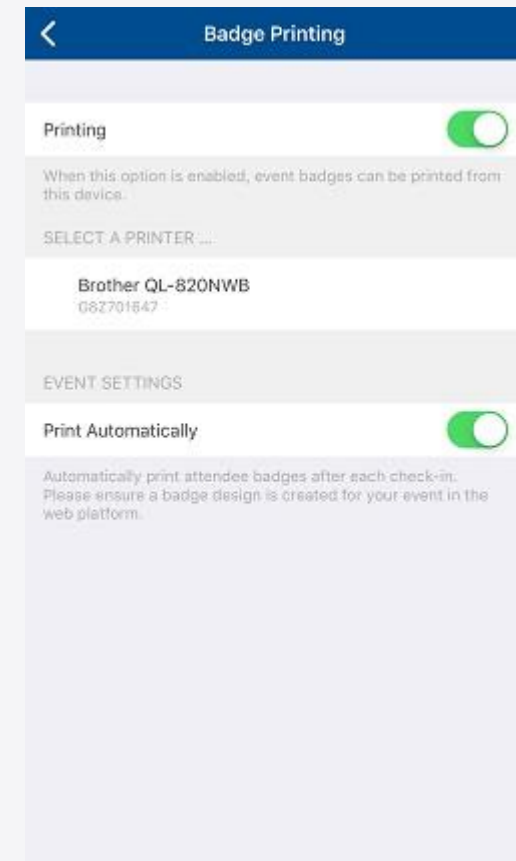 Badge Printing
Printing
When this option is enabled, event badges can be printed from
this device.
SELECT A PRINTER ...
Brother QL-820NWB
G8Z701647
EVENT SETTINGS
Print Automatically
Automatically print attendee badges after each check-in.
Please ensure a badge design is created for your event in the
web platform.